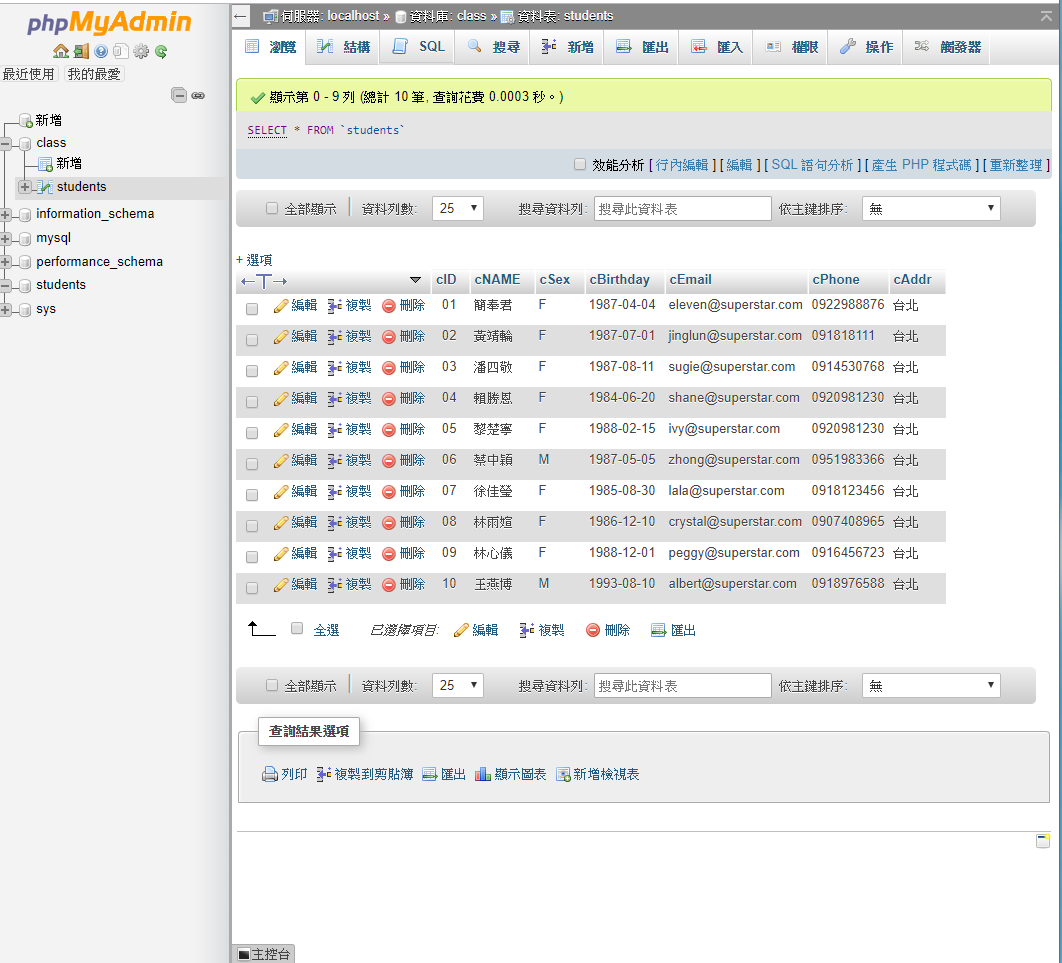 phpMyAdmin
最近使用 我的最愛
新增
class
新增
students
information_schema
mysql
performance_schema
students
sys
伺服器: localhost » 資料庫: class » 資料表: students
瀏覽 結構 SQL 搜尋 新增 匯出 匯入 權限 操作 觸發器
顯示第 0 - 9 列 (總計 10 筆, 查詢花費 0.0003 秒。)
SELECT * FROM `students`
效能分析 [ 行內編輯 ] [ 編輯 ] [ SQL 語句分析 ] [ 產生 PHP 程式碼 ] [ 重新整理 ]
全部顯示 資料列數: 25 搜尋資料列: 搜尋此資料表 依主鍵排序: 無
+ 選項
←T→ cID cNAME cSex cBirthday cEmail cPhone cAddr
編輯 複製 刪除 01 簡奉君 F 1987-04-04 eleven@superstar.com 0922988876 台北
編輯 複製 刪除 02 黃靖輪 F 1987-07-01 jinglun@superstar.com 091818111 台北
編輯 複製 刪除 03 潘四敬 F 1987-08-11 sugie@superstar.com 0914530768 台北
編輯 複製 刪除 04 賴勝恩 F 1984-06-20 shane@superstar.com 0920981230 台北
編輯 複製 刪除 05 黎楚寧 F 1988-02-15 ivy@superstar.com 0920981230 台北
編輯 複製 刪除 06 蔡中穎 M 1987-05-05 zhong@superstar.com 0951983366 台北
編輯 複製 刪除 07 徐佳瑩 F 1985-08-30 lala@superstar.com 0918123456 台北
編輯 複製 刪除 08 林雨媗 F 1986-12-10 crystal@superstar.com 0907408965 台北
編輯 複製 刪除 09 林心儀 F 1988-12-01 peggy@superstar.com 0916456723 台北
編輯 複製 刪除 10 王燕博 M 1993-08-10 albert@superstar.com 0918976588 台北
全選 已選擇項目: 編輯 複製 刪除 匯出
全部顯示 資料列數: 25 搜尋資料列: 搜尋此資料表 依主鍵排序: 無
查詢結果選項
列印 複製到剪貼簿 匯出 顯示圖表 新增檢視表
主控台